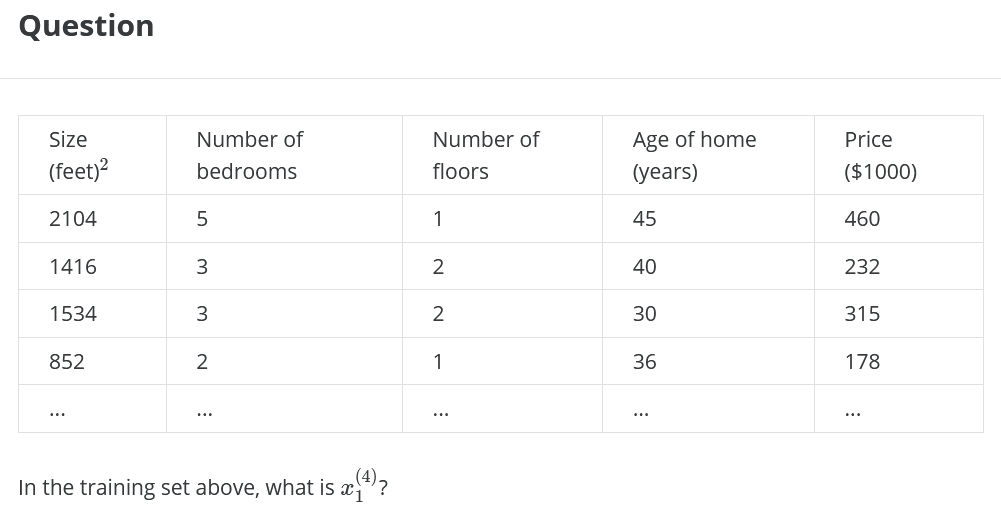 Question
Size (feet)² Number of bedrooms Number of floors Age of home (years) Price ($1000)
2104 5 1 45 460
1416 3 2 40 232
1534 3 2 30 315
852 2 1 36 178
... ... ... ... ...
In the training set above, what is x₁⁽⁴⁾?